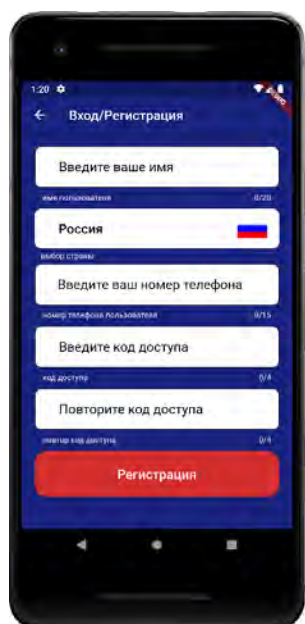 1:20
DEBUG
Вход/Регистрация
Введите ваше имя
имя пользователя 0/20
Россия
выбор страны
Введите ваш номер телефона
номер телефона пользователя 0/15
Введите код доступа
код доступа 0/4
Повторите код доступа
повтор код доступа 0/4
Регистрация